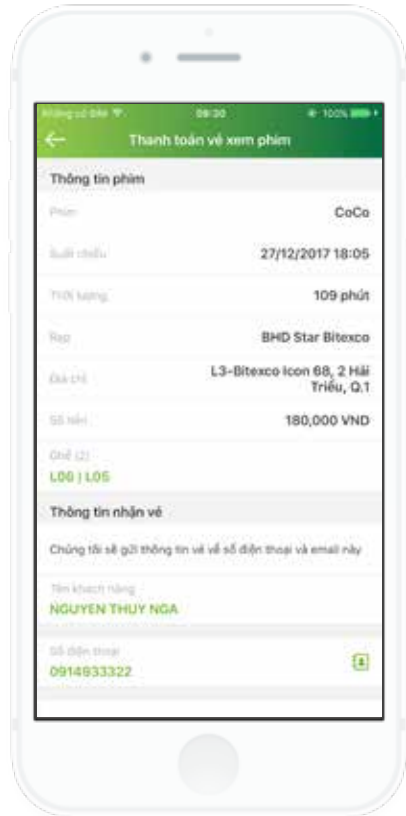 Không có SIM 09:30 100%
Thanh toán vé xem phim
Thông tin phim
Phim CoCo
Suất chiếu 27/12/2017 18:05
Thời lượng 109 phút
Rạp BHD Star Bitexco
Địa chỉ L3-Bitexco Icon 68, 2 Hải
Triều, Q.1
Số tiền 180,000 VND
Ghế (2)
L06 | L05
Thông tin nhận vé
Chúng tôi sẽ gửi thông tin vé về số điện thoại và email này
Tên khách hàng
NGUYEN THUY NGA
Số điện thoại
0914933322